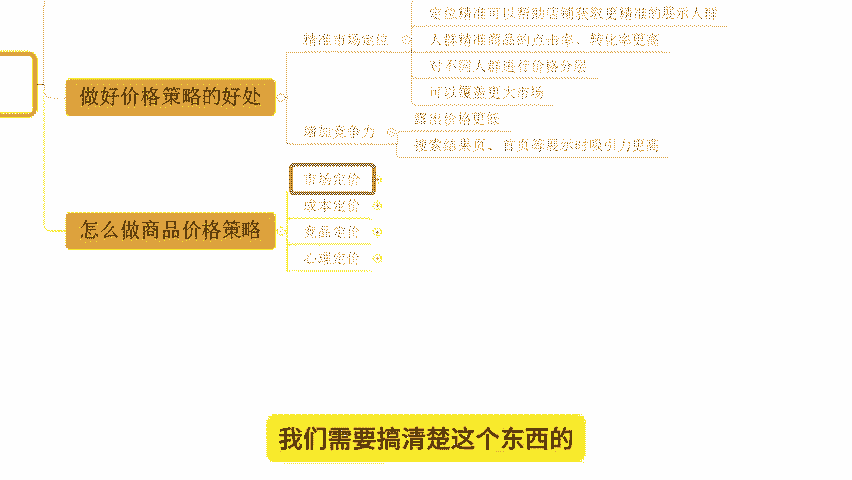 定位精准可以帮助店铺获取更精准的展示人群
精准市场定位
人群精准商品的点击率、转化率更高
对不同人群进行价格分层
可以覆盖更大市场
做好价格策略的好处
增加竞争力
露出价格更低
搜索结果页、首页等展示时吸引力更高
怎么做商品价格策略
市场定价
成本定价
竞品定价
心理定价
我们需要搞清楚这个东西的